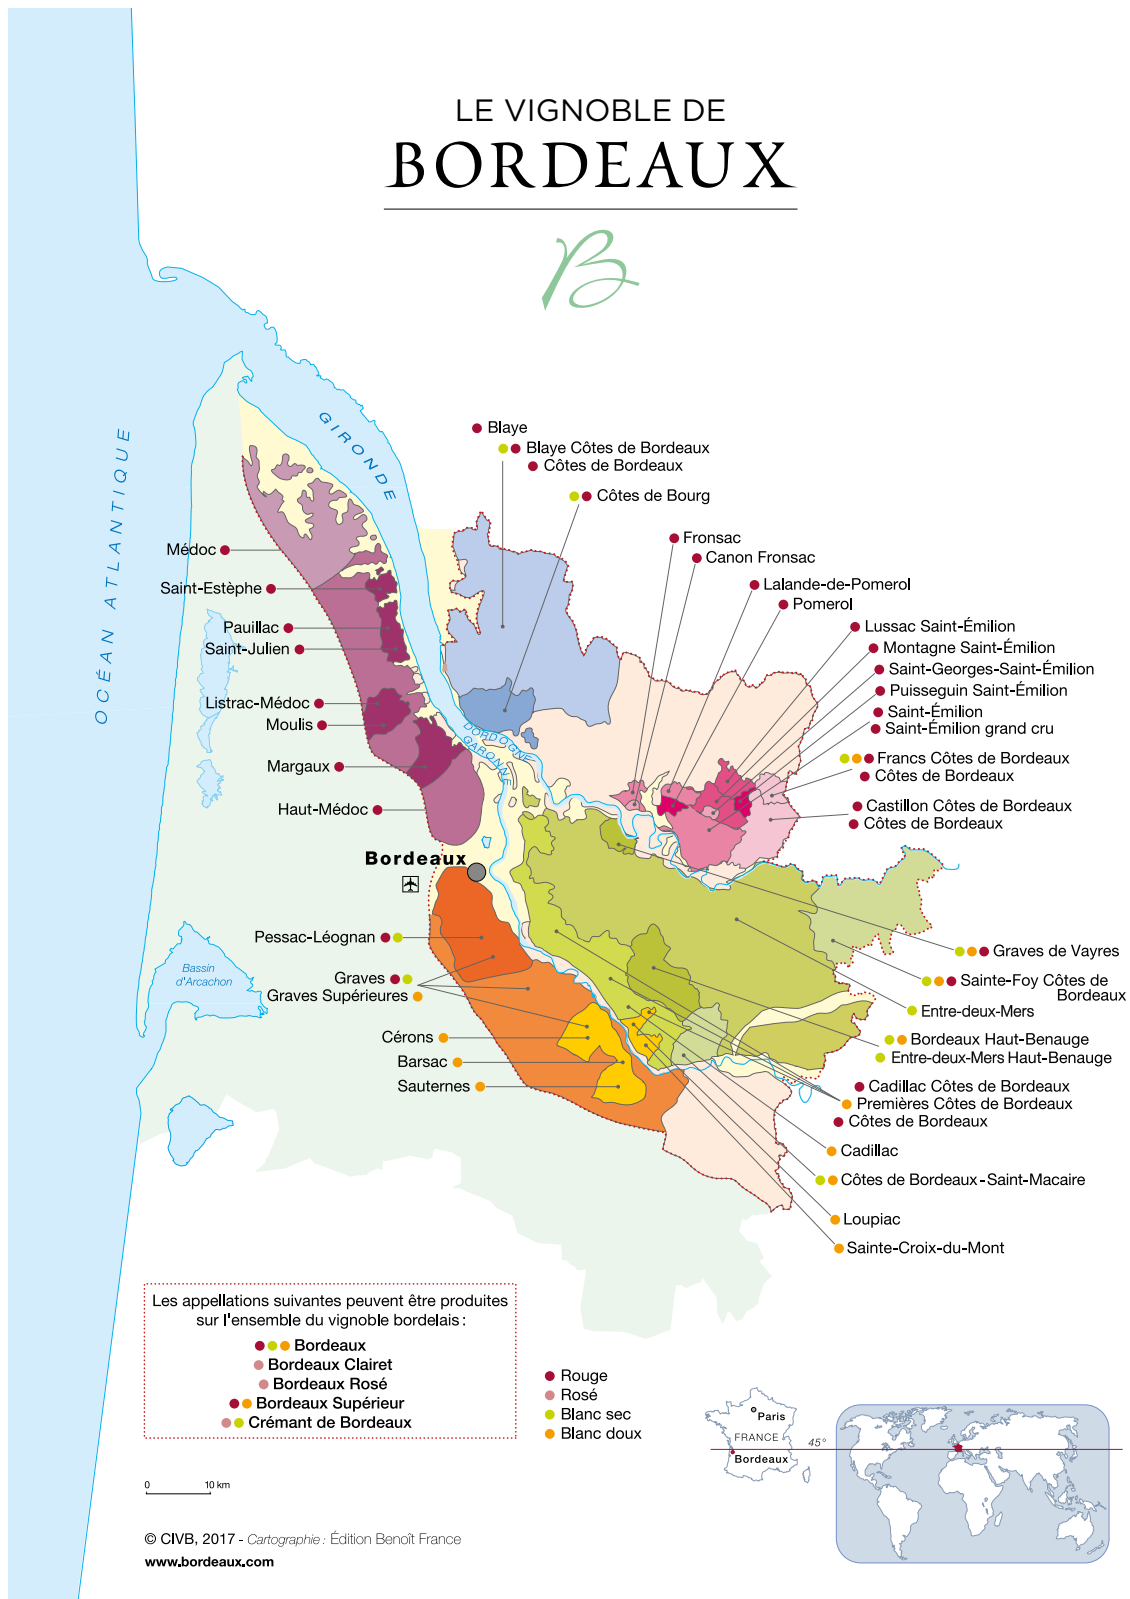 LE VIGNOBLE DE
BORDEAUX
B
OCÉAN ATLANTIQUE
GIRONDE
Blaye
Blaye Côtes de Bordeaux
Côtes de Bordeaux
Côtes de Bourg
Fronsac
Canon Fronsac
Lalande-de-Pomerol
Pomerol
Lussac Saint-Émilion
Montagne Saint-Émilion
Saint-Georges-Saint-Émilion
Puisseguin Saint-Émilion
Saint-Émilion
Saint-Émilion grand cru
Francs Côtes de Bordeaux
Côtes de Bordeaux
Castillon Côtes de Bordeaux
Côtes de Bordeaux
Médoc
Saint-Estèphe
Pauillac
Saint-Julien
Listrac-Médoc
Moulis
Margaux
Haut-Médoc
DORDOGNE
GARONNE
Bordeaux
Pessac-Léognan
Graves
Graves Supérieures
Cérons
Barsac
Sauternes
Bassin
d'Arcachon
Graves de Vayres
Sainte-Foy Côtes de
Bordeaux
Entre-deux-Mers
Bordeaux Haut-Benauge
Entre-deux-Mers Haut-Benauge
Cadillac Côtes de Bordeaux
Premières Côtes de Bordeaux
Côtes de Bordeaux
Cadillac
Côtes de Bordeaux-Saint-Macaire
Loupiac
Sainte-Croix-du-Mont
Les appellations suivantes peuvent être produites
sur l'ensemble du vignoble bordelais :
Bordeaux
Bordeaux Clairet
Bordeaux Rosé
Bordeaux Supérieur
Crémant de Bordeaux
Rouge
Rosé
Blanc sec
Blanc doux
Paris
FRANCE
45°
Bordeaux
0 10 km
© CIVB, 2017 - Cartographie : Édition Benoît France
www.bordeaux.com